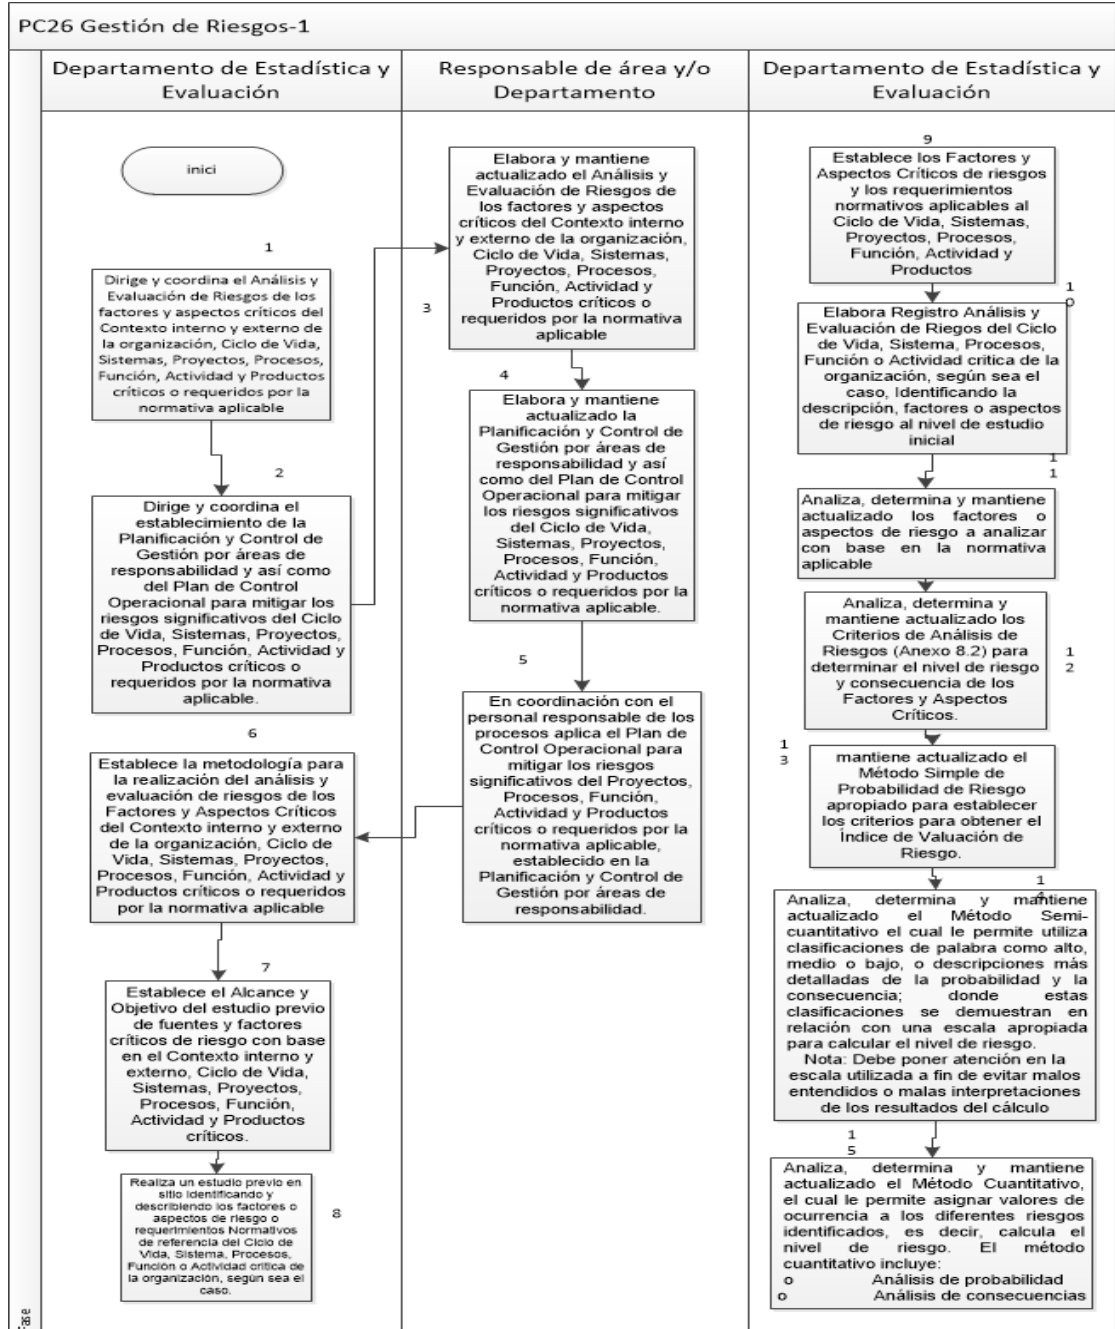 PC26 Gestión de Riesgos-1
Departamento de Estadística y
Evaluación
Responsable de área y/o
Departamento
Departamento de Estadística y
Evaluación
inici
1
Dirige y coordina el Análisis y
Evaluación de Riesgos de los
factores y aspectos críticos del
Contexto interno y externo de
la organización, Ciclo de Vida,
Sistemas, Proyectos, Procesos,
Función, Actividad y Productos
críticos o requeridos por la
normativa aplicable
2
Dirige y coordina el
establecimiento de la
Planificación y Control de
Gestión por áreas de
responsabilidad y así como
del Plan de Control
Operacional para mitigar los
riesgos significativos del Ciclo
de Vida, Sistemas, Proyectos,
Procesos, Función, Actividad y
Productos críticos o
requeridos por la normativa
aplicable.
6
Establece la metodología para
la realización del análisis y
evaluación de riesgos de los
Factores y Aspectos Críticos
del Contexto interno y externo
de la organización, Ciclo de
Vida, Sistemas, Proyectos,
Procesos, Función, Actividad y
Productos críticos o requeridos
por la normativa aplicable
7
Establece el Alcance y
Objetivo del estudio previo
de fuentes y factores
críticos de riesgo con base
en el Contexto interno y
externo, Ciclo de Vida,
Sistemas, Proyectos,
Procesos, Función,
Actividad y Productos
críticos.
Realiza un estudio previo en
sitio identificando y
describiendo los factores o
aspectos de riesgo o
requerimientos Normativos
de referencia del Ciclo de
Vida, Sistema, Procesos,
Función o Actividad critica de
la organización, según sea el
caso.
8
Elabora y mantiene
actualizado el Análisis y
Evaluación de Riesgos de
los factores y aspectos
críticos del Contexto interno
y externo de la organización,
Ciclo de Vida, Sistemas,
Proyectos, Procesos,
Función, Actividad y
Productos críticos o
requeridos por la normativa
aplicable
3
4
Elabora y mantiene
actualizado la
Planificación y Control de
Gestión por áreas de
responsabilidad y así
como del Plan de Control
Operacional para mitigar
los riesgos significativos
del Ciclo de Vida,
Sistemas, Proyectos,
Procesos, Función,
Actividad y Productos
críticos o requeridos por la
normativa aplicable.
5
En coordinación con el
personal responsable de los
procesos aplica el Plan de
Control Operacional para
mitigar los riesgos
significativos del Proyectos,
Procesos, Función,
Actividad y Productos
críticos o requeridos por la
normativa aplicable,
establecido en la
Planificación y Control de
Gestión por áreas de
responsabilidad.
9
Establece los Factores y
Aspectos Críticos de riesgos
y los requerimientos
normativos aplicables al
Ciclo de Vida, Sistemas,
Proyectos, Procesos,
Función, Actividad y
Productos
1
0
Elabora Registro Análisis y
Evaluación de Riegos del Ciclo
de Vida, Sistema, Procesos,
Función o Actividad critica de la
organización, según sea el
caso, Identificando la
descripción, factores o aspectos
de riesgo al nivel de estudio
inicial
1
1
Analiza, determina y mantiene
actualizado los factores o
aspectos de riesgo a analizar
con base en la normativa
aplicable
Analiza, determina y
mantiene actualizado los
Criterios de Análisis de
Riesgos (Anexo 8.2) para
determinar el nivel de riesgo
y consecuencia de los
Factores y Aspectos
Críticos.
1
2
1
3
mantiene actualizado el
Método Simple de
Probabilidad de Riesgo
apropiado para establecer
los criterios para obtener el
Índice de Valuación de
Riesgo.
1
4
Analiza, determina y mantiene
actualizado el Método Semi-
cuantitativo el cual le permite utiliza
clasificaciones de palabra como alto,
medio o bajo, o descripciones más
detalladas de la probabilidad y la
consecuencia; donde estas
clasificaciones se demuestran en
relación con una escala apropiada
para calcular el nivel de riesgo.
Nota: Debe poner atención en la
escala utilizada a fin de evitar malos
entendidos o malas interpretaciones
de los resultados del cálculo
1
5
Analiza, determina y mantiene
actualizado el Método Cuantitativo,
el cual le permite asignar valores de
ocurrencia a los diferentes riesgos
identificados, es decir, calcula el
nivel de riesgo. El método
cuantitativo incluye:
o Análisis de probabilidad
o Análisis de consecuencias
Fase